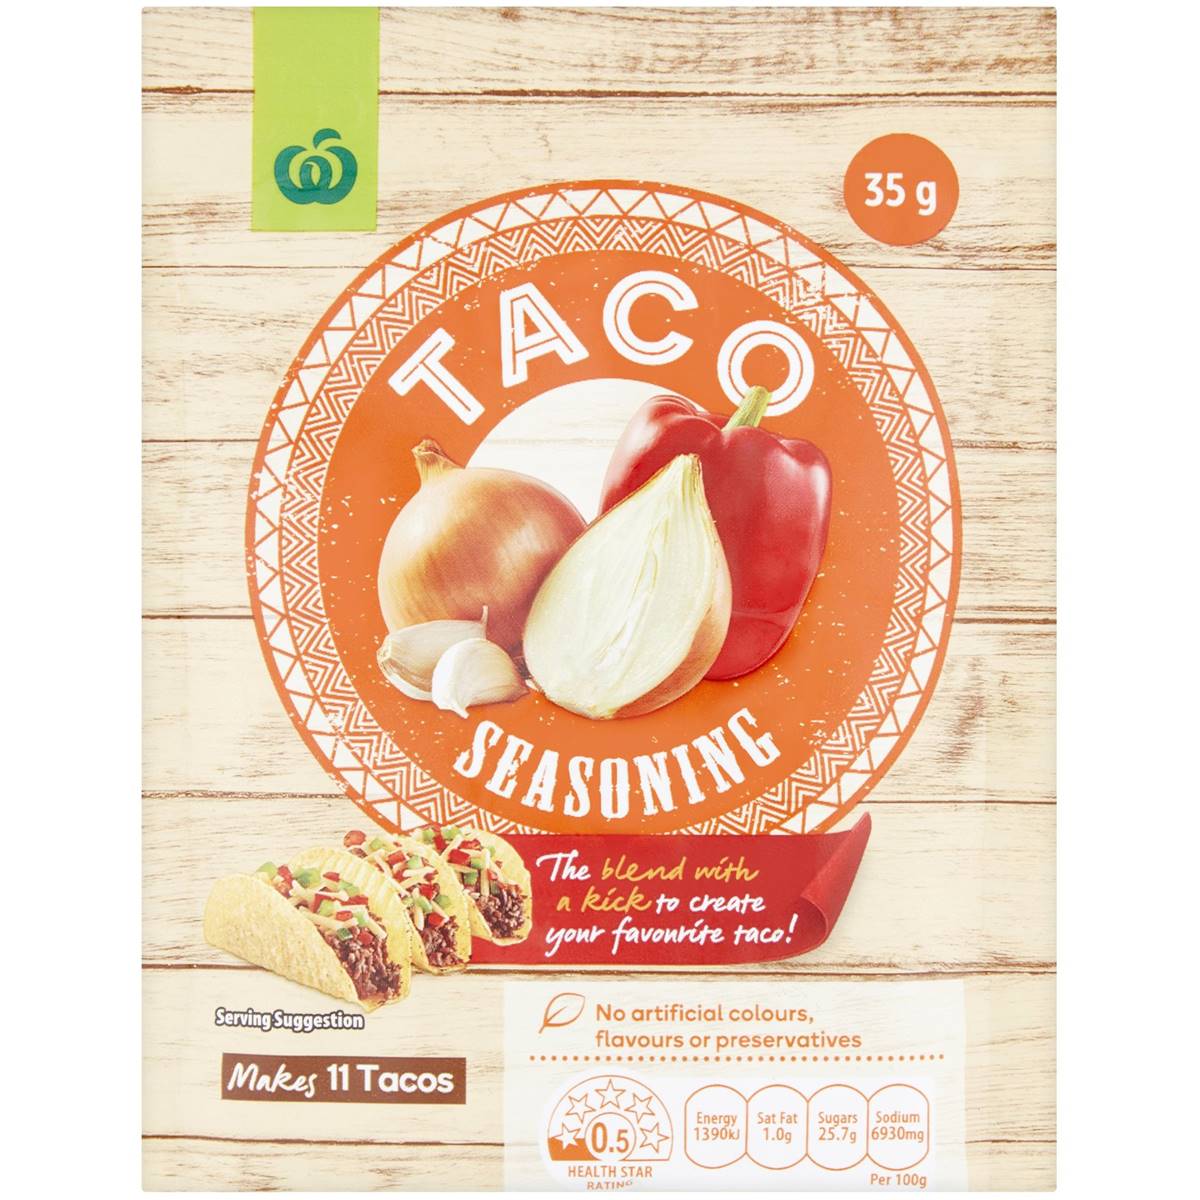 35 g
TACO
SEASONING
The blend with
a kick to create
your favourite taco!
Serving Suggestion
Makes 11 Tacos
No artificial colours,
flavours or preservatives
0.5
HEALTH STAR
RATING
Energy
1390kJ
Sat Fat
1.0g
Sugars
25.7g
Sodium
6930mg
Per 100g